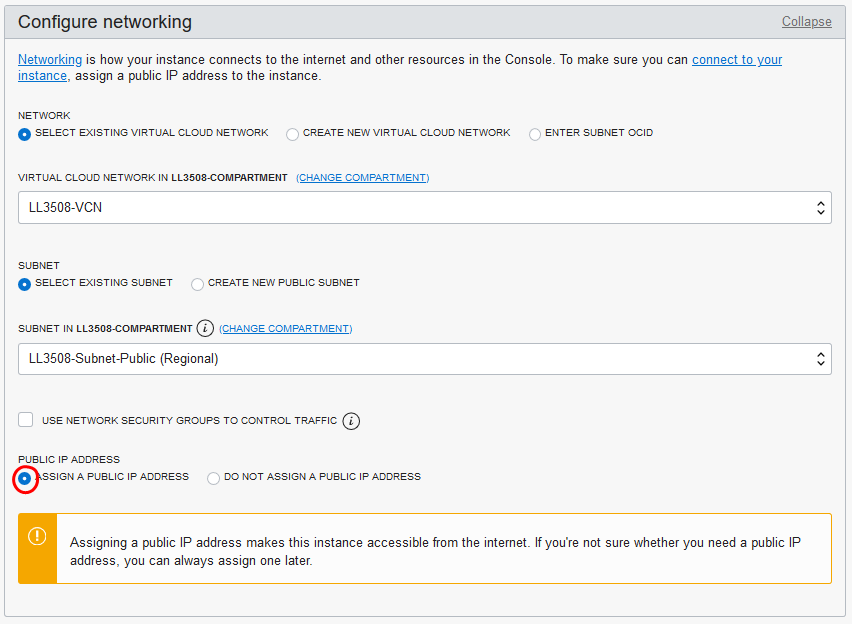 Configure networking
Collapse
Networking is how your instance connects to the internet and other resources in the Console. To make sure you can connect to your
instance, assign a public IP address to the instance.
NETWORK
SELECT EXISTING VIRTUAL CLOUD NETWORK CREATE NEW VIRTUAL CLOUD NETWORK ENTER SUBNET OCID
VIRTUAL CLOUD NETWORK IN LL3508-COMPARTMENT (CHANGE COMPARTMENT)
LL3508-VCN
SUBNET
SELECT EXISTING SUBNET CREATE NEW PUBLIC SUBNET
SUBNET IN LL3508-COMPARTMENT i (CHANGE COMPARTMENT)
LL3508-Subnet-Public (Regional)
USE NETWORK SECURITY GROUPS TO CONTROL TRAFFIC i
PUBLIC IP ADDRESS
ASSIGN A PUBLIC IP ADDRESS DO NOT ASSIGN A PUBLIC IP ADDRESS
! Assigning a public IP address makes this instance accessible from the internet. If you're not sure whether you need a public IP
address, you can always assign one later.